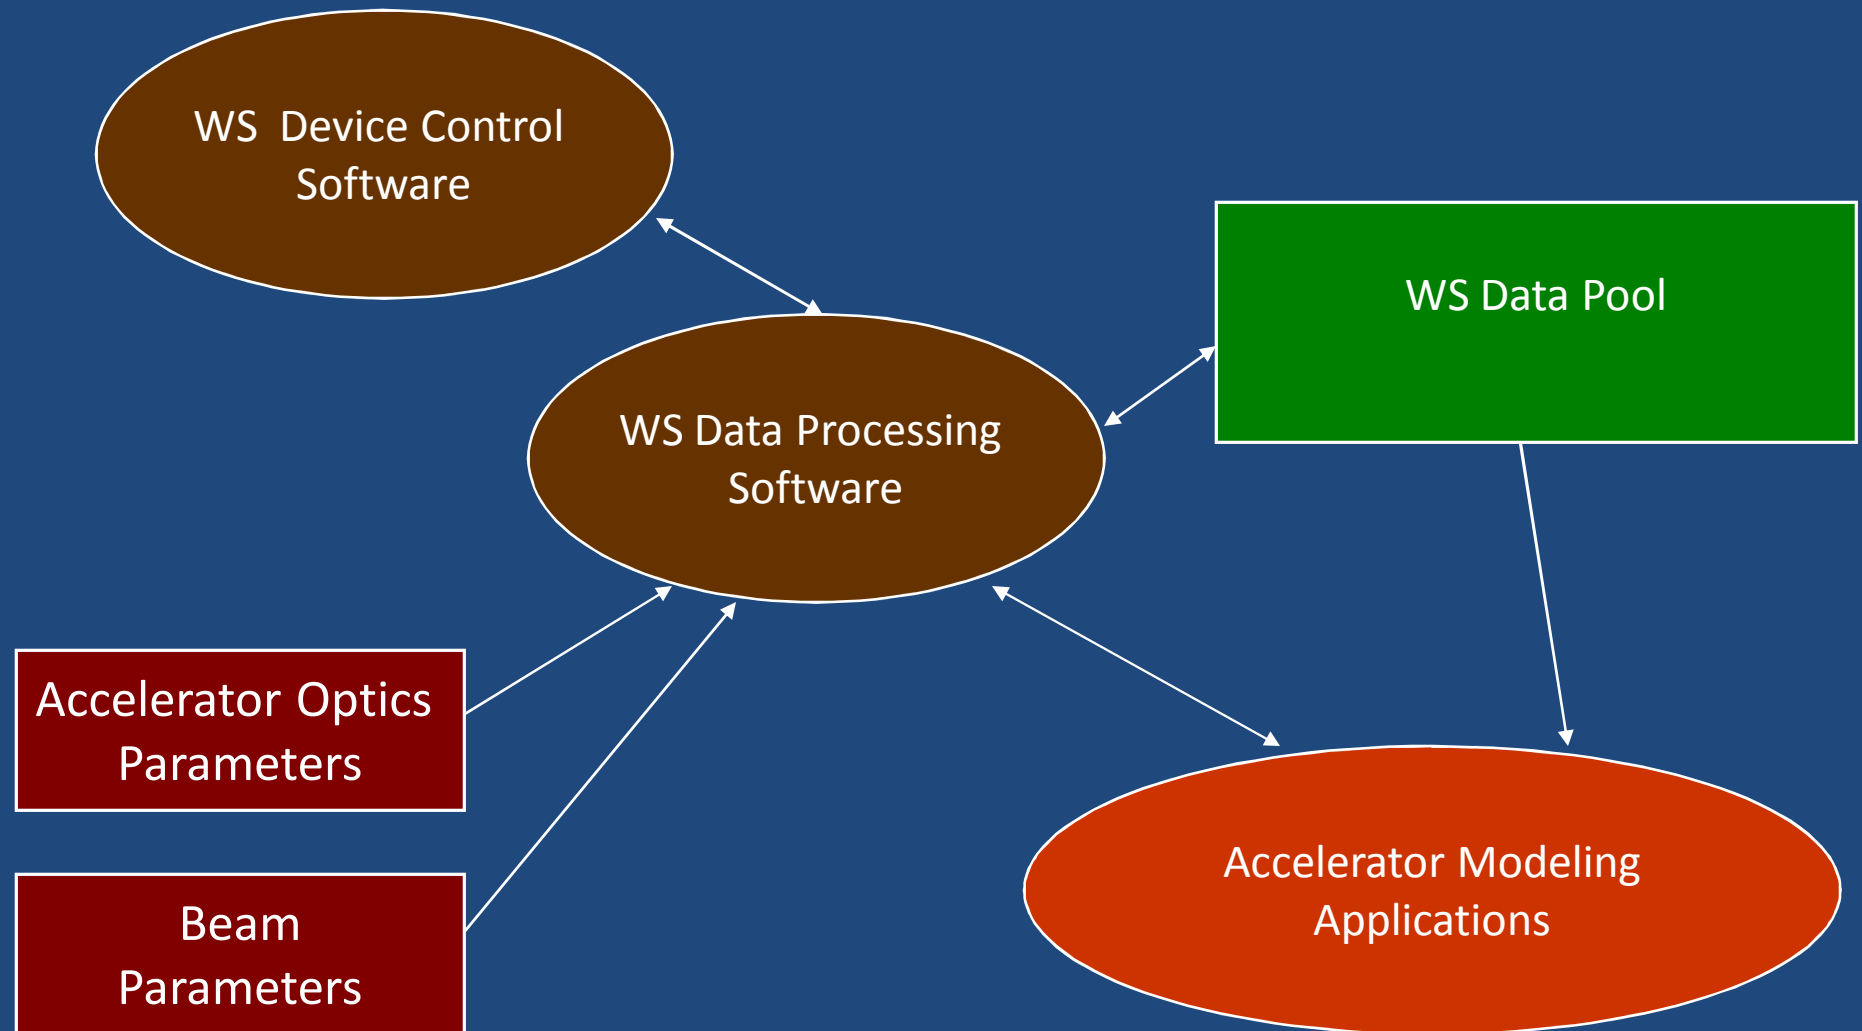 WS Device Control
Software
WS Data Pool
WS Data Processing
Software
Accelerator Optics
Parameters
Accelerator Modeling
Applications
Beam
Parameters